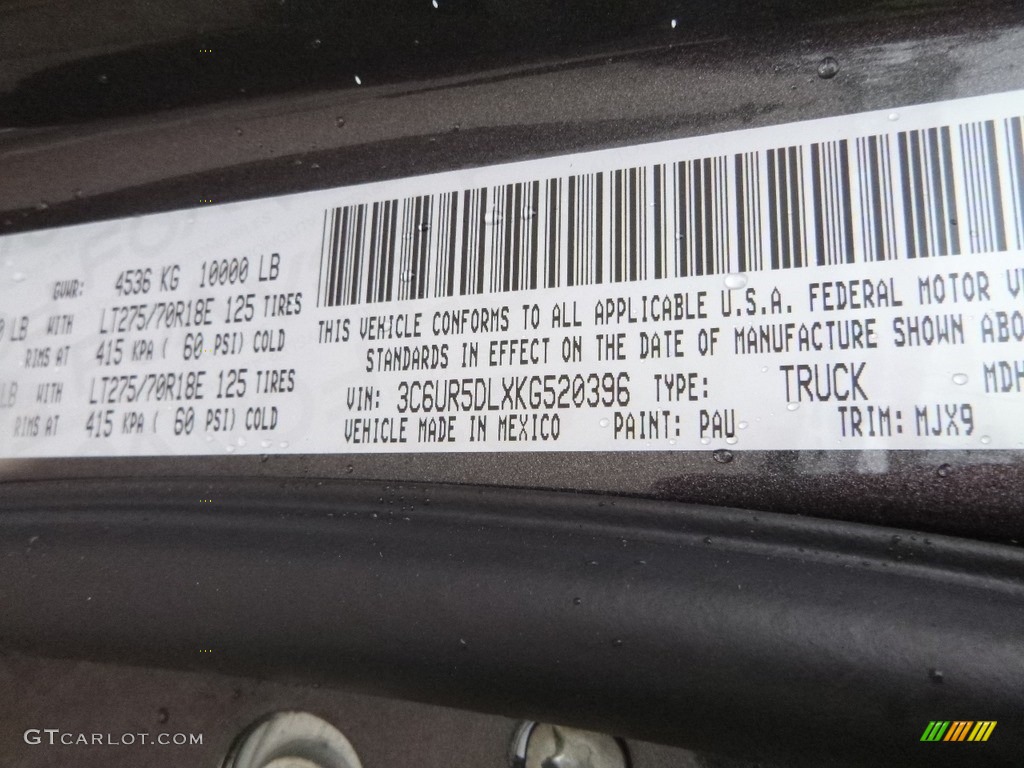 GVWR: 4536 KG 10000 LB
LB WITH LT275/70R18E 125 TIRES
RIMS AT 415 KPA ( 60 PSI) COLD
LB WITH LT275/70R18E 125 TIRES
RIMS AT 415 KPA ( 60 PSI) COLD
THIS VEHICLE CONFORMS TO ALL APPLICABLE U.S.A. FEDERAL MOTOR V
STANDARDS IN EFFECT ON THE DATE OF MANUFACTURE SHOWN ABO
VIN: 3C6UR5DLXKG520396 TYPE: TRUCK MDH
VEHICLE MADE IN MEXICO PAINT: PAU TRIM: MJX9
GTCARLOT.COM